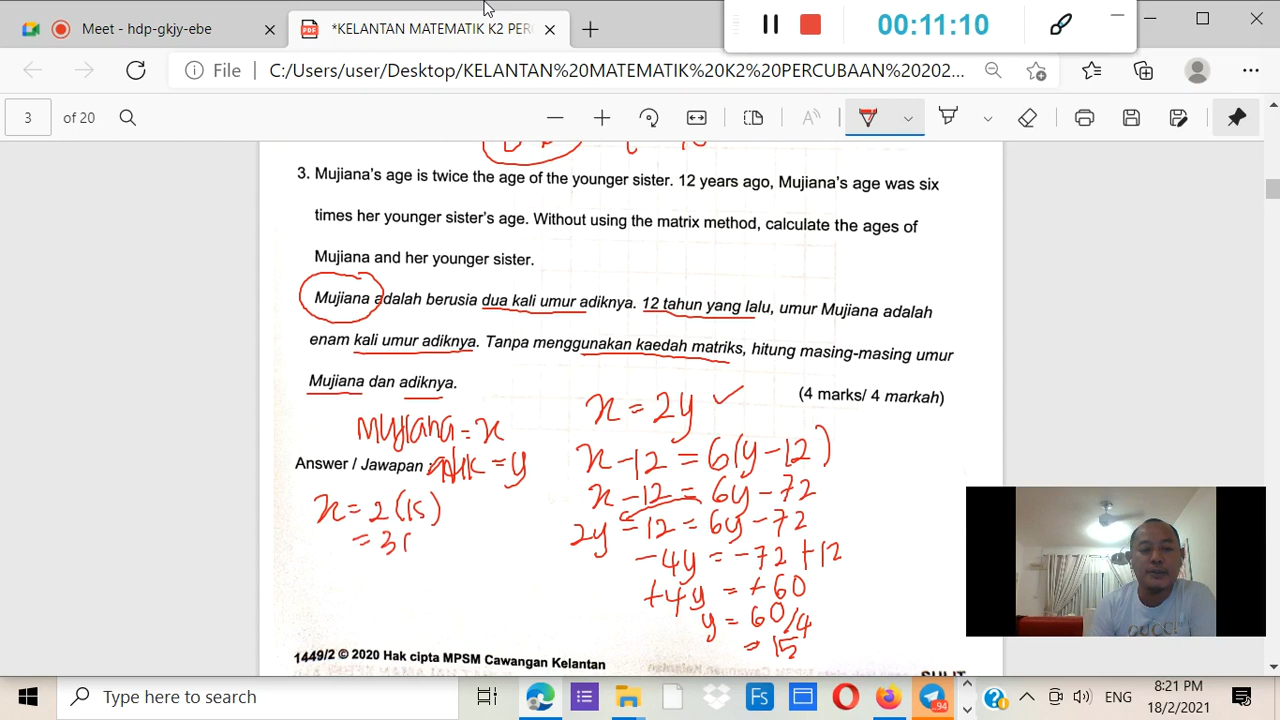 Meet - hdp-gkjy-ebe
*KELANTAN MATEMATIK K2 PER
00:11:10
File
C:/Users/user/Desktop/KELANTAN%20MATEMATIK%20K2%20PERCUBAAN%20202...
3 of 20
3. Mujiana's age is twice the age of the younger sister. 12 years ago, Mujiana's age was six
times her younger sister's age. Without using the matrix method, calculate the ages of
Mujiana and her younger sister.
Mujiana adalah berusia dua kali umur adiknya. 12 tahun yang lalu, umur Mujiana adalah
enam kali umur adiknya. Tanpa menggunakan kaedah matriks, hitung masing-masing umur
Mujiana dan adiknya.
(4 marks/ 4 markah)
Mujiana = x
Answer / Jawapan :
adik = y
x = 2(15)
= 3
x = 2y ✓
x - 12 = 6(y - 12)
x - 12 = 6y - 72
2y - 12 = 6y - 72
-4y = -72 + 12
+4y = +60
y = 60/4
= 15
1449/2 © 2020 Hak cipta MPSM Cawangan Kelantan
SULIT
GUCCI
Type here to search
Fs
94
ENG
8:21 PM
18/2/2021